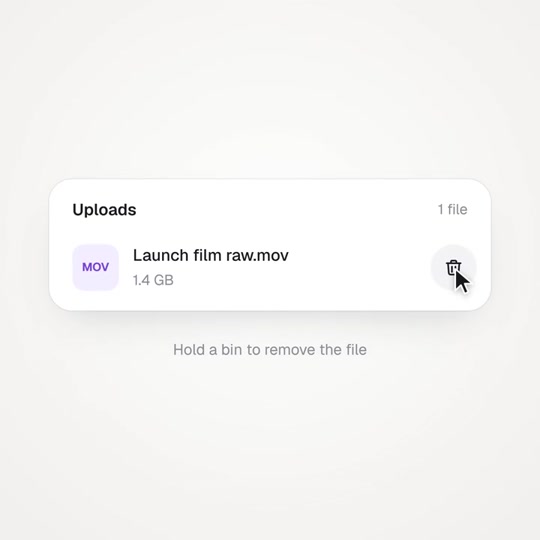 Uploads
1 file
MOV
Launch film raw.mov
1.4 GB
Hold a bin to remove the file